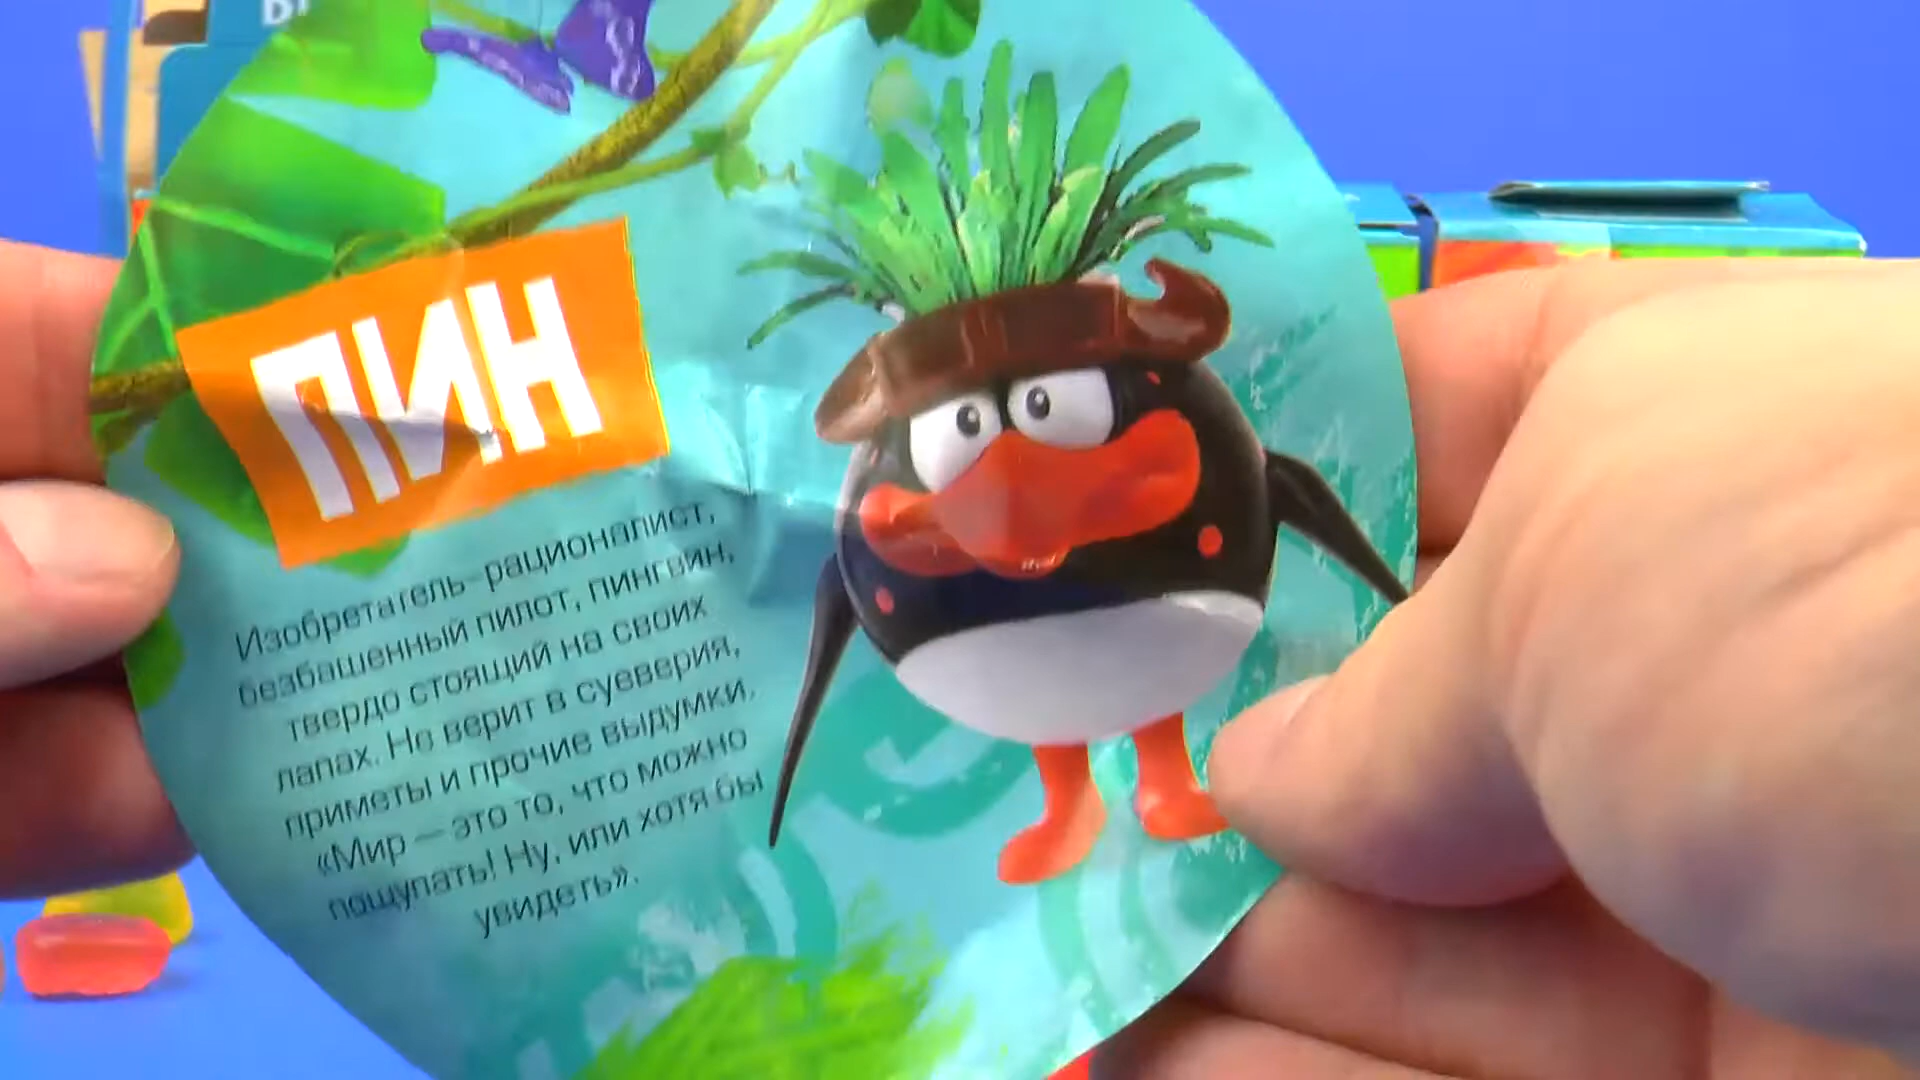 ПИН
Изобретатель-рационалист,
безбашенный пилот, пингвин,
твердо стоящий на своих
лапах. Не верит в суеверия,
приметы и прочие выдумки.
«Мир — это то, что можно
пощупать! Ну, или хотя бы
увидеть».